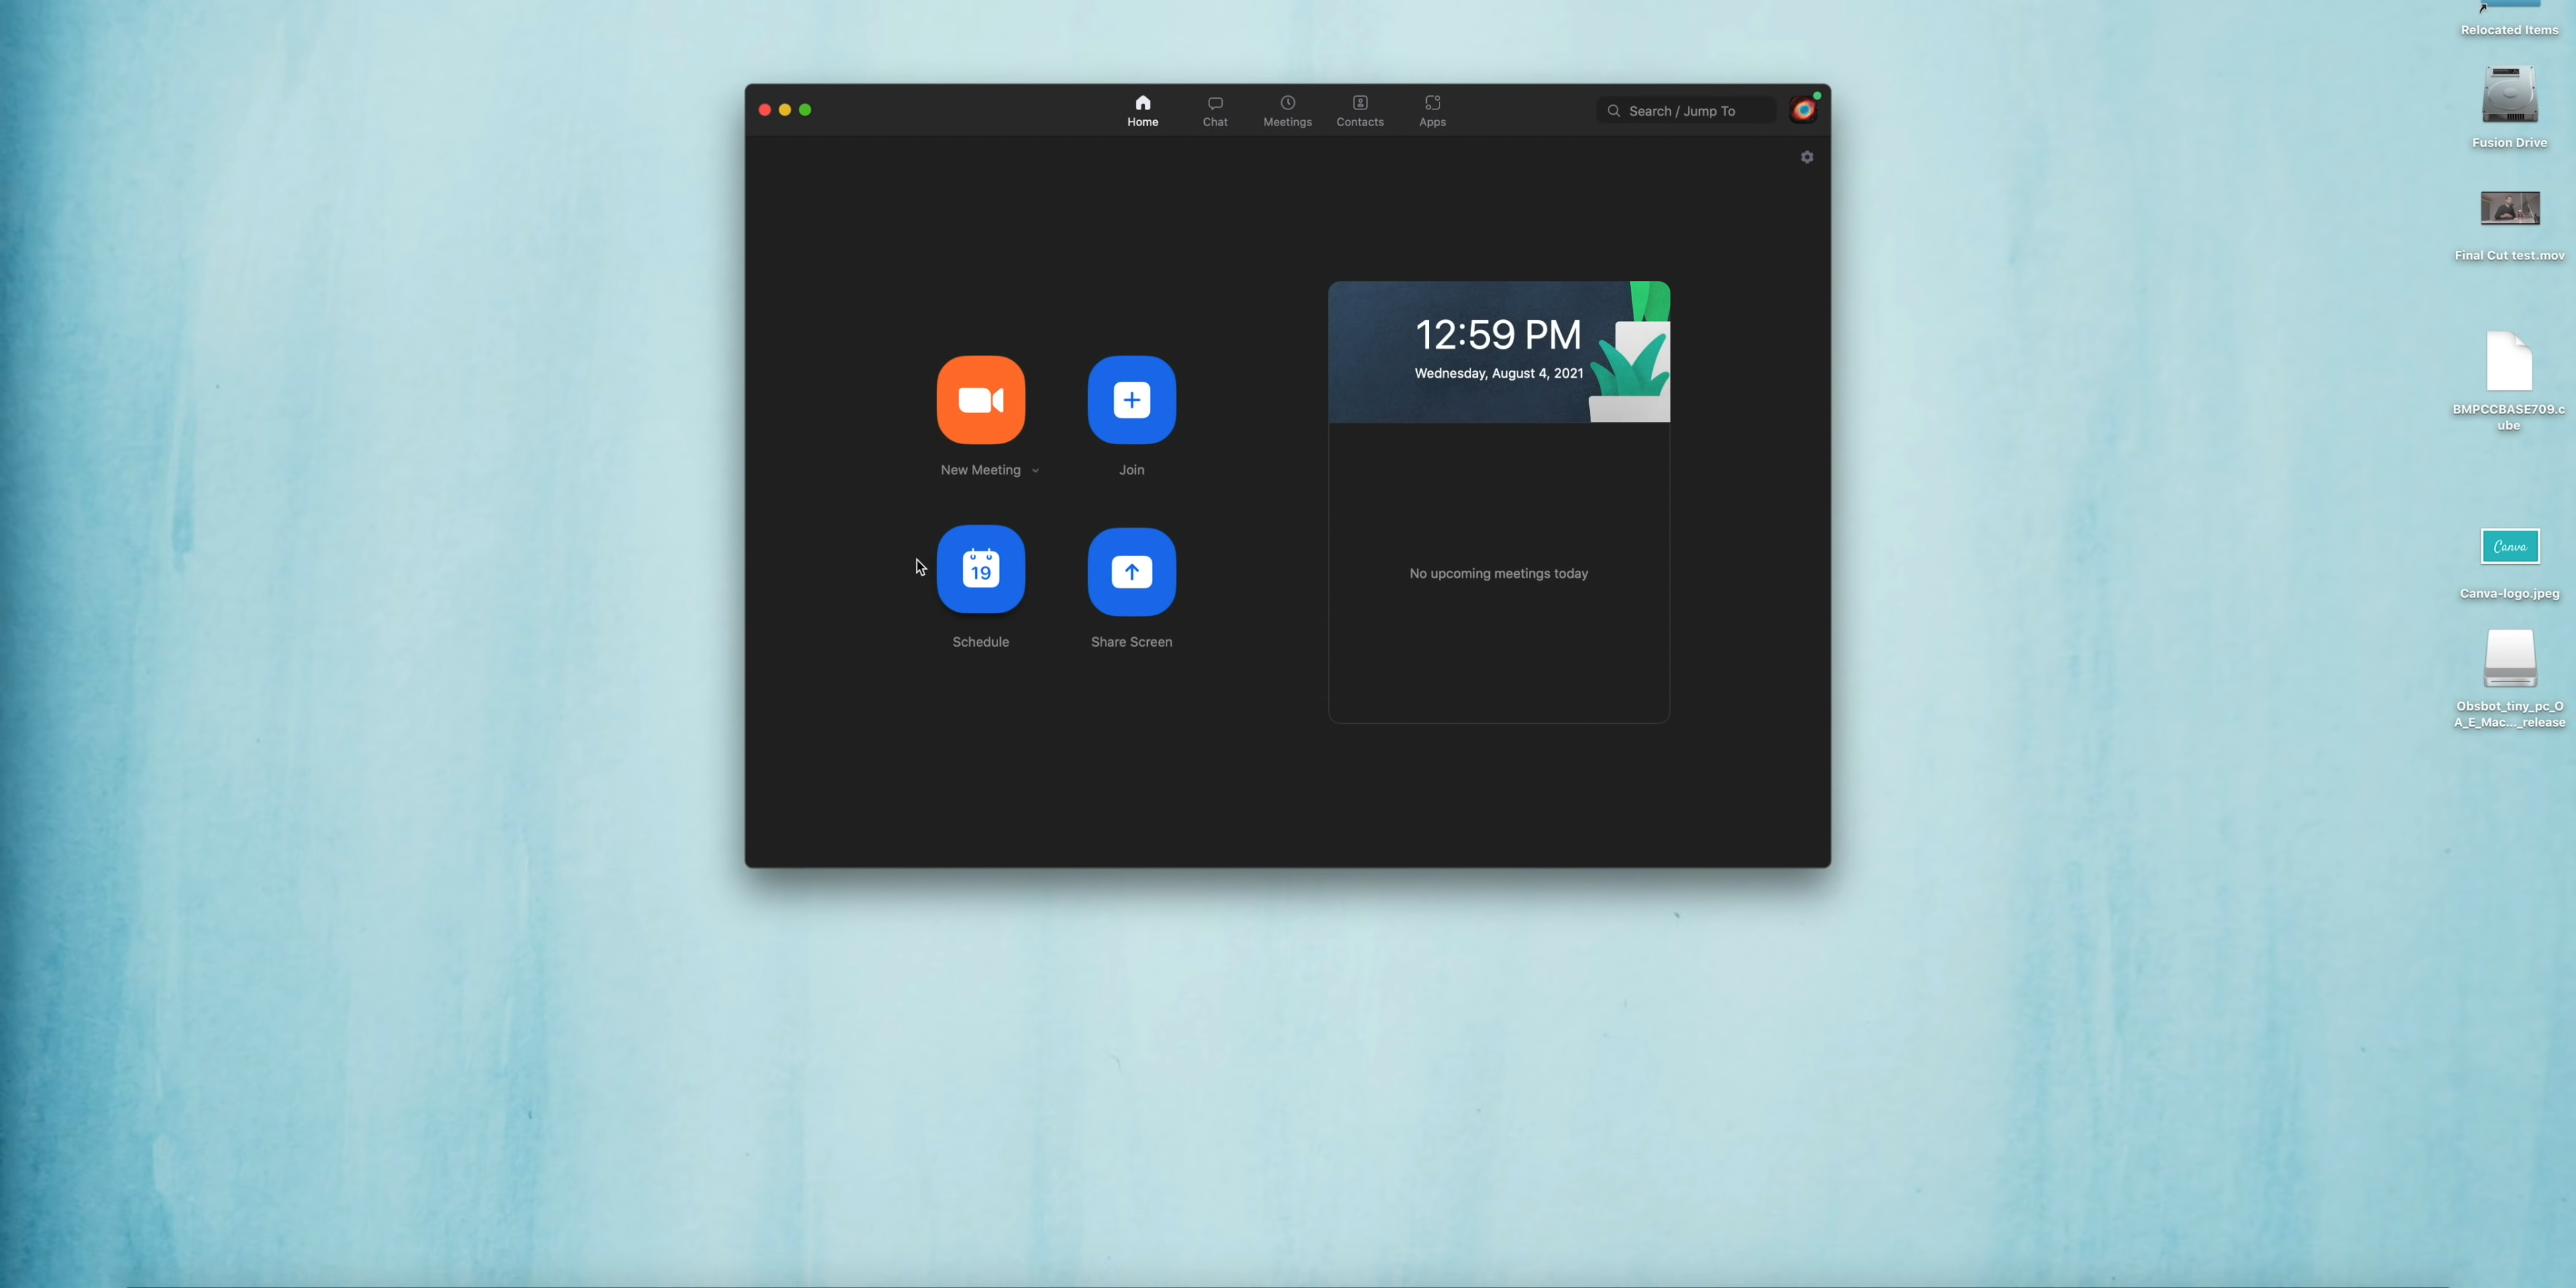 Home
Chat
Meetings
Contacts
Apps
Search / Jump To
New Meeting
Join
19
Schedule
Share Screen
12:59 PM
Wednesday, August 4, 2021
No upcoming meetings today
Relocated Items
Fusion Drive
Final Cut test.mov
BMPCCBASE709.c
ube
Canva
Canva-logo.jpeg
Obsbot_tiny_pc_O
A_E_Mac..._release